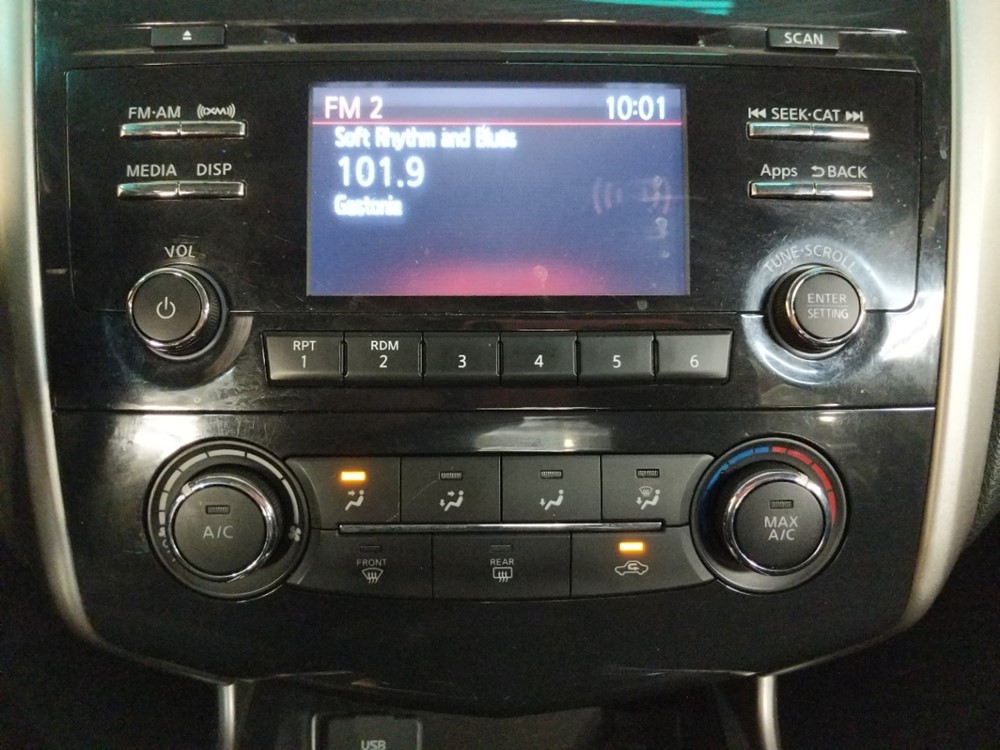 SCAN
FM·AM
((XM))
FM 2
10:01
SEEK·CAT
Soft Rhythm and Blues
MEDIA
DISP
101.9
Apps
BACK
Gastonia
VOL
TUNE·SCROLL
ENTER
SETTING
RPT
1
RDM
2
3
4
5
6
A/C
MAX
A/C
FRONT
REAR
USB